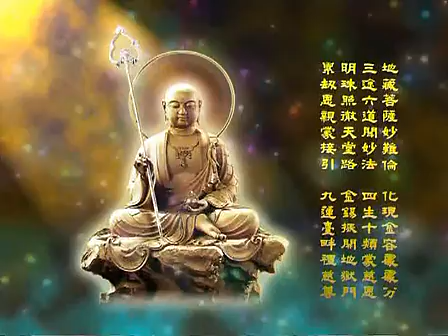 地藏菩薩妙難倫
化現金容處處分
三途六道聞妙法
四生十類蒙慈恩
明珠照徹天堂路
金錫振開地獄門
累劫恩親蒙接引
九蓮臺畔禮慈尊